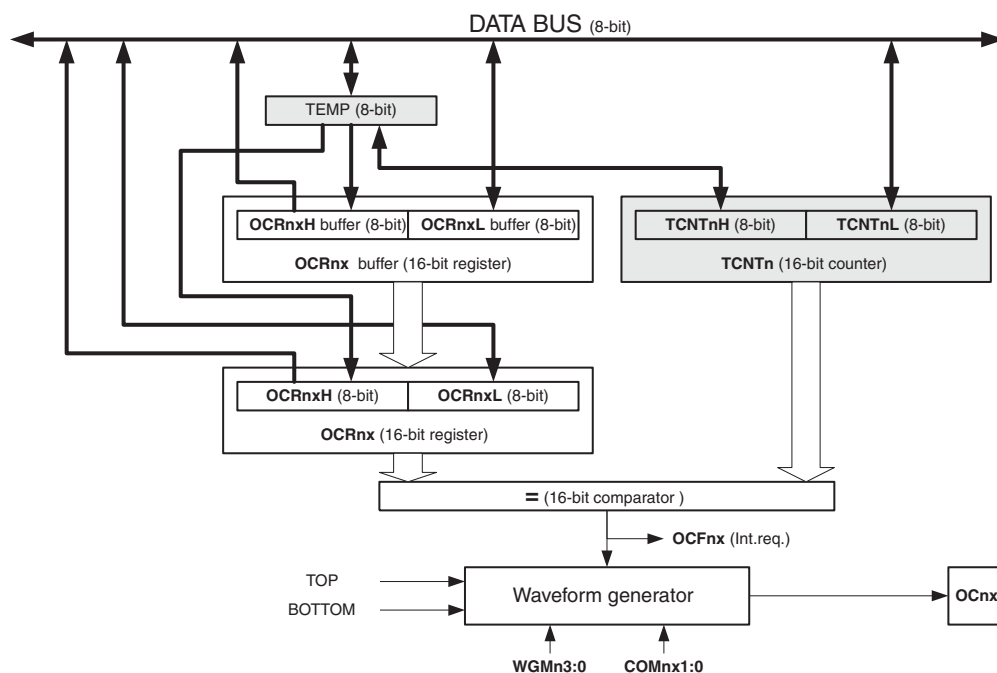 DATA BUS (8-bit)
TEMP (8-bit)
OCRnxH buffer (8-bit) OCRnxL buffer (8-bit)
OCRnx buffer (16-bit register)
TCNTnH (8-bit) TCNTnL (8-bit)
TCNTn (16-bit counter)
OCRnxH (8-bit) OCRnxL (8-bit)
OCRnx (16-bit register)
= (16-bit comparator )
OCFnx (Int.req.)
TOP
BOTTOM
Waveform generator
OCnx
WGMn3:0 COMnx1:0